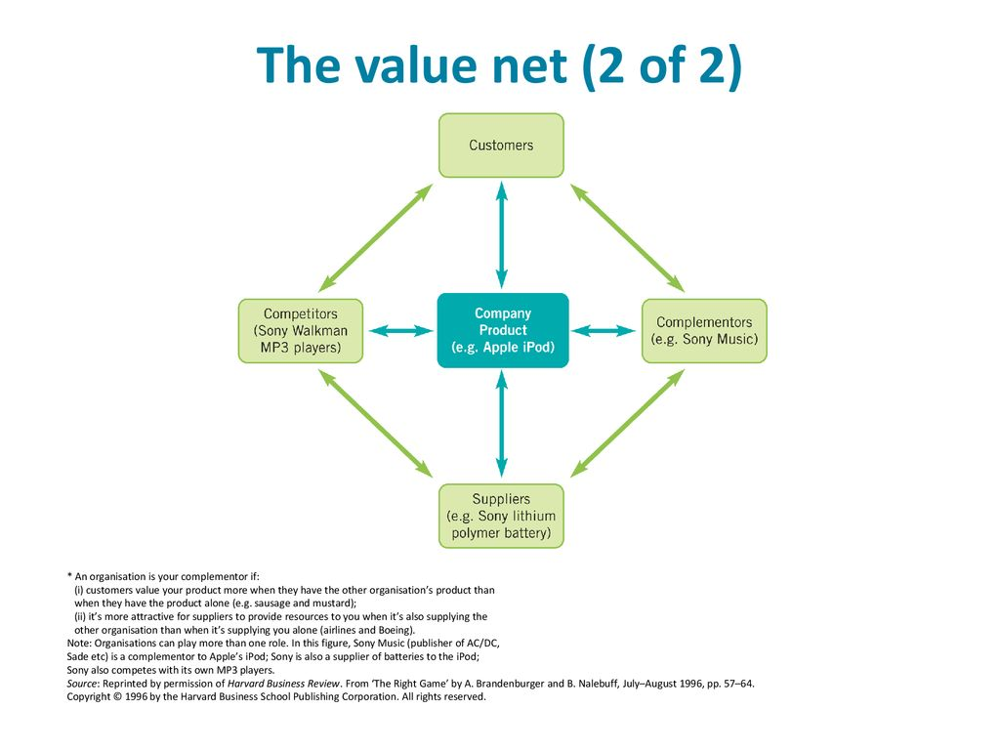 The value net (2 of 2)
Customers
Competitors
(Sony Walkman
MP3 players)
Company
Product
(e.g. Apple iPod)
Complementors
(e.g. Sony Music)
Suppliers
(e.g. Sony lithium
polymer battery)
* An organisation is your complementor if:
(i) customers value your product more when they have the other organisation’s product than
when they have the product alone (e.g. sausage and mustard);
(ii) it’s more attractive for suppliers to provide resources to you when it’s also supplying the
other organisation than when it’s supplying you alone (airlines and Boeing).
Note: Organisations can play more than one role. In this figure, Sony Music (publisher of AC/DC,
Sade etc) is a complementor to Apple’s iPod; Sony is also a supplier of batteries to the iPod;
Sony also competes with its own MP3 players.
Source: Reprinted by permission of Harvard Business Review. From ‘The Right Game’ by A. Brandenburger and B. Nalebuff, July–August 1996, pp. 57–64.
Copyright © 1996 by the Harvard Business School Publishing Corporation. All rights reserved.